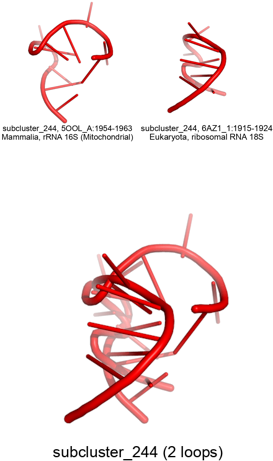 subcluster_244, 5OOL_A:1954-1963
Mammalia, rRNA 16S (Mitochondrial)
subcluster_244, 6AZ1_1:1915-1924
Eukaryota, ribosomal RNA 18S
subcluster_244 (2 loops)